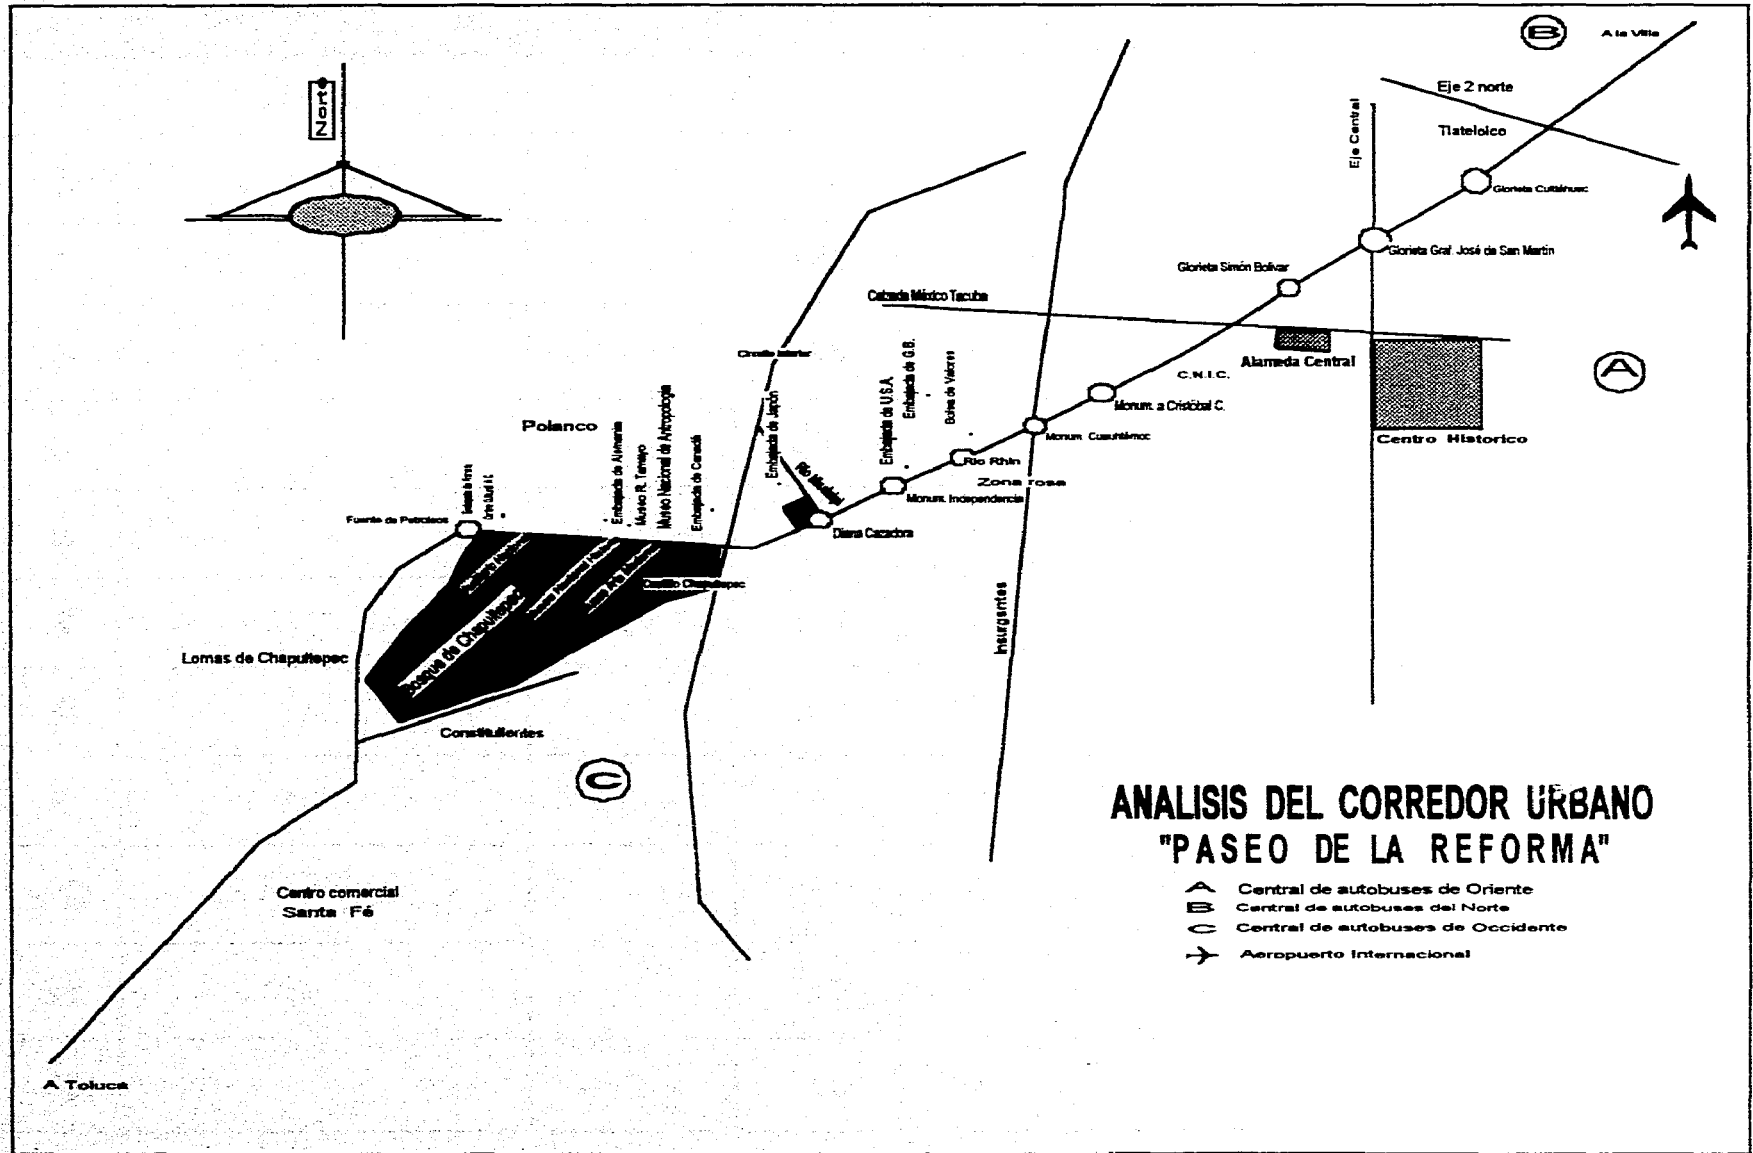 Norte
B
A la Villa
Eje 2 norte
Tlatelolco
Eje Central
Glorieta Cuitláhuac
Glorieta Gral. José de San Martín
Glorieta Simón Bolívar
Calzada México Tacuba
Alameda Central
A
C.N.I.C.
Monum. a Cristóbal C.
Centro Historico
Circuito Interior
Embajada de U.S.A.
Embajada de G.B.
Bolsa de Valores
Embajada de Japón
Monum. Cuauhtémoc
Rio Rhin
Zona rosa
Monum. Independencia
Diana Cazadora
Polanco
Embajada de Alemania
Museo R. Tamayo
Museo Nacional de Antropología
Embajada de Canadá
Fuente de Petroleos
Castillo Chapultepec
Bosque de Chapultepec
Lomas de Chapultepec
Constituilentes
Insurgentes
C
Centro comercial
Santa Fé
A Toluca
ANALISIS DEL CORREDOR URBANO
"PASEO DE LA REFORMA"
A Central de autobuses de Oriente
B Central de autobuses del Norte
C Central de autobuses de Occidente
Aeropuerto Internacional